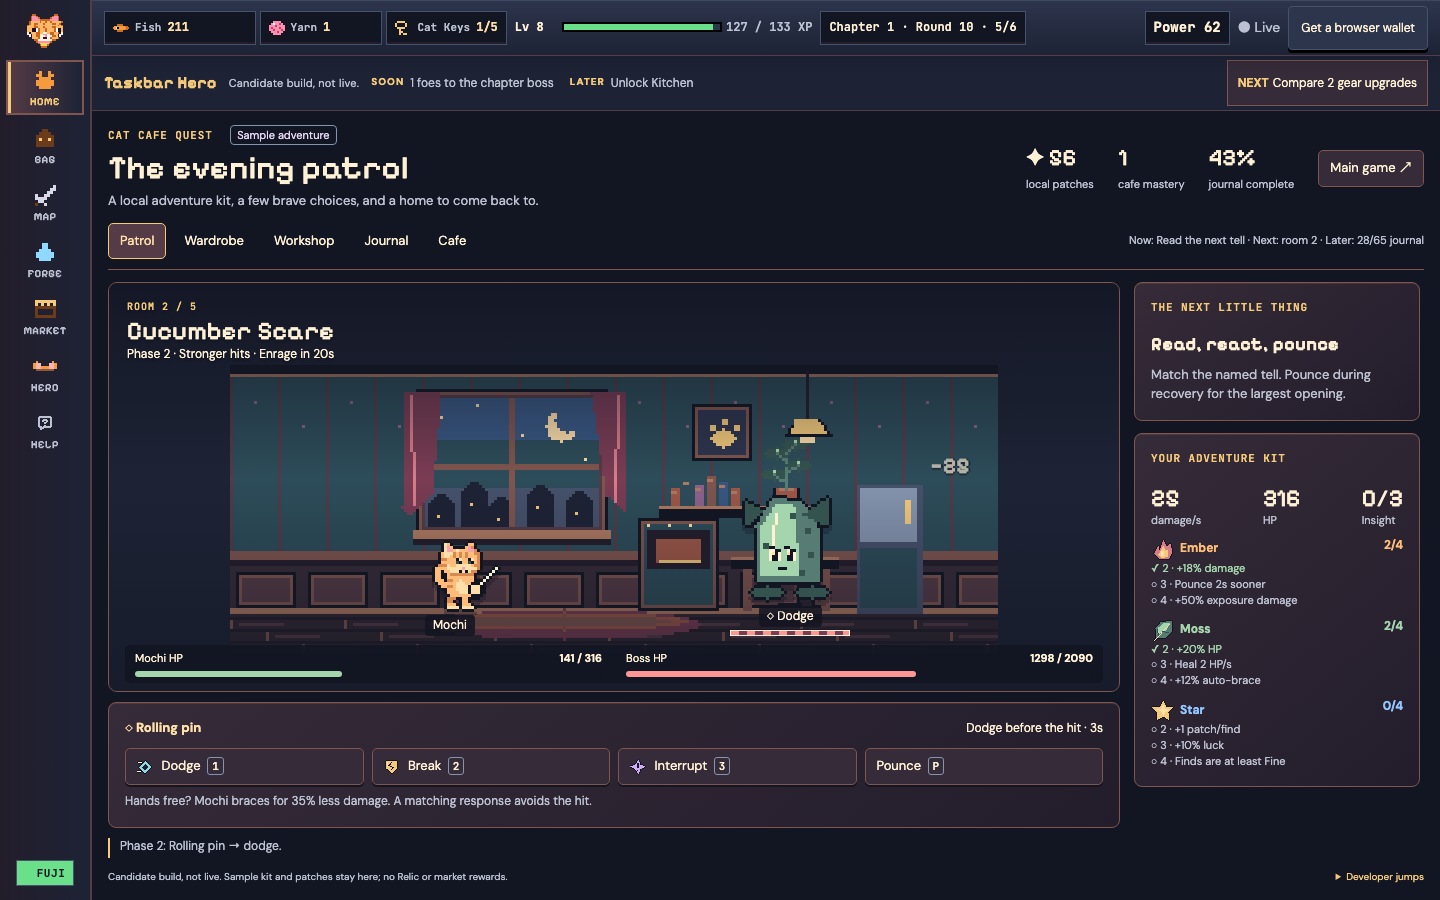 Fish 211
Yarn 1
Cat Keys 1/5
Lv 8
127 / 133 XP
Chapter 1 · Round 10 · 5/6
Power 62
Live
Get a browser wallet
HOME
BAG
MAP
FORGE
MARKET
HERO
HELP
FUJI
Taskbar Hero
Candidate build, not live.
SOON 1 foes to the chapter boss
LATER Unlock Kitchen
NEXT Compare 2 gear upgrades
CAT CAFE QUEST
Sample adventure
The evening patrol
A local adventure kit, a few brave choices, and a home to come back to.
✦ 86
local patches
1
cafe mastery
43%
journal complete
Main game ↗
Patrol
Wardrobe
Workshop
Journal
Cafe
Now: Read the next tell · Next: room 2 · Later: 28/65 journal
ROOM 2 / 5
Cucumber Scare
Phase 2 · Stronger hits · Enrage in 20s
Mochi
◇ Dodge
Mochi HP
141 / 316
Boss HP
1298 / 2090
◇ Rolling pin
Dodge before the hit · 3s
Dodge 1
Break 2
Interrupt 3
Pounce P
Hands free? Mochi braces for 35% less damage. A matching response avoids the hit.
Phase 2: Rolling pin → dodge.
Candidate build, not live. Sample kit and patches stay here; no Relic or market rewards.
THE NEXT LITTLE THING
Read, react, pounce
Match the named tell. Pounce during
recovery for the largest opening.
YOUR ADVENTURE KIT
damage/s
316
HP
0/3
Insight
Ember
2/4
✓ 2 · +18% damage
○ 3 · Pounce 2s sooner
○ 4 · +50% exposure damage
Moss
2/4
✓ 2 · +20% HP
○ 3 · Heal 2 HP/s
○ 4 · +12% auto-brace
Star
0/4
○ 2 · +1 patch/find
○ 3 · +10% luck
○ 4 · Finds are at least Fine
▶ Developer jumps